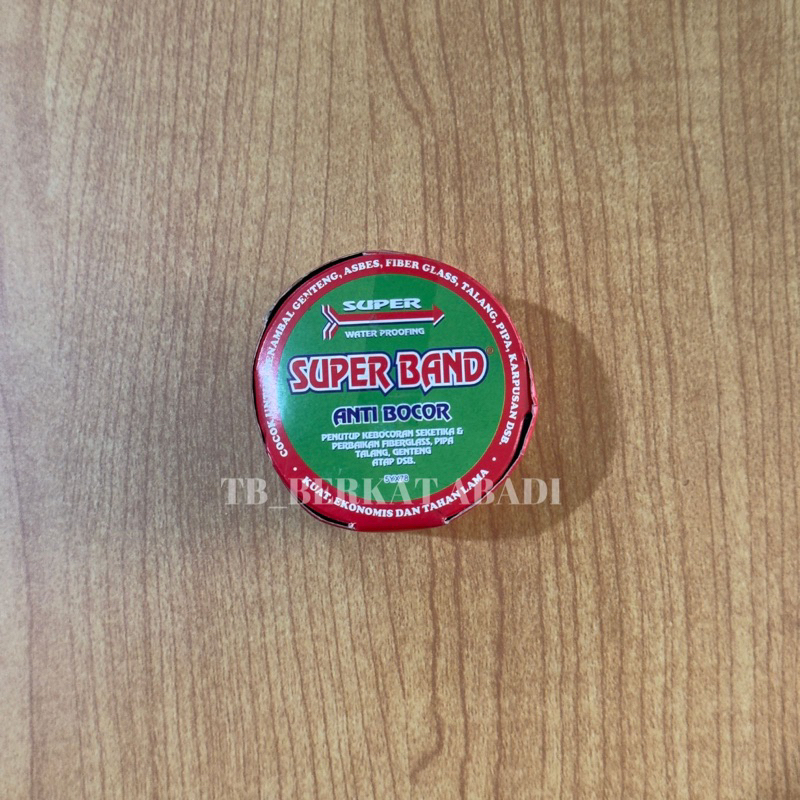 COCOK UNTUK MENAMBAL GENTENG, ASBES, FIBER GLASS, TALANG, PIPA, KARPUSAN DSB.
SUPER
WATER PROOFING
SUPER BAND
ANTI BOCOR
PENUTUP KEBOCORAN SEKETIKA &
PERBAIKAN FIBERGLASS, PIPA
TALANG, GENTENG
ATAP DSB.
TB_BERKAT ABADI
• KUAT, EKONOMIS DAN TAHAN LAMA •